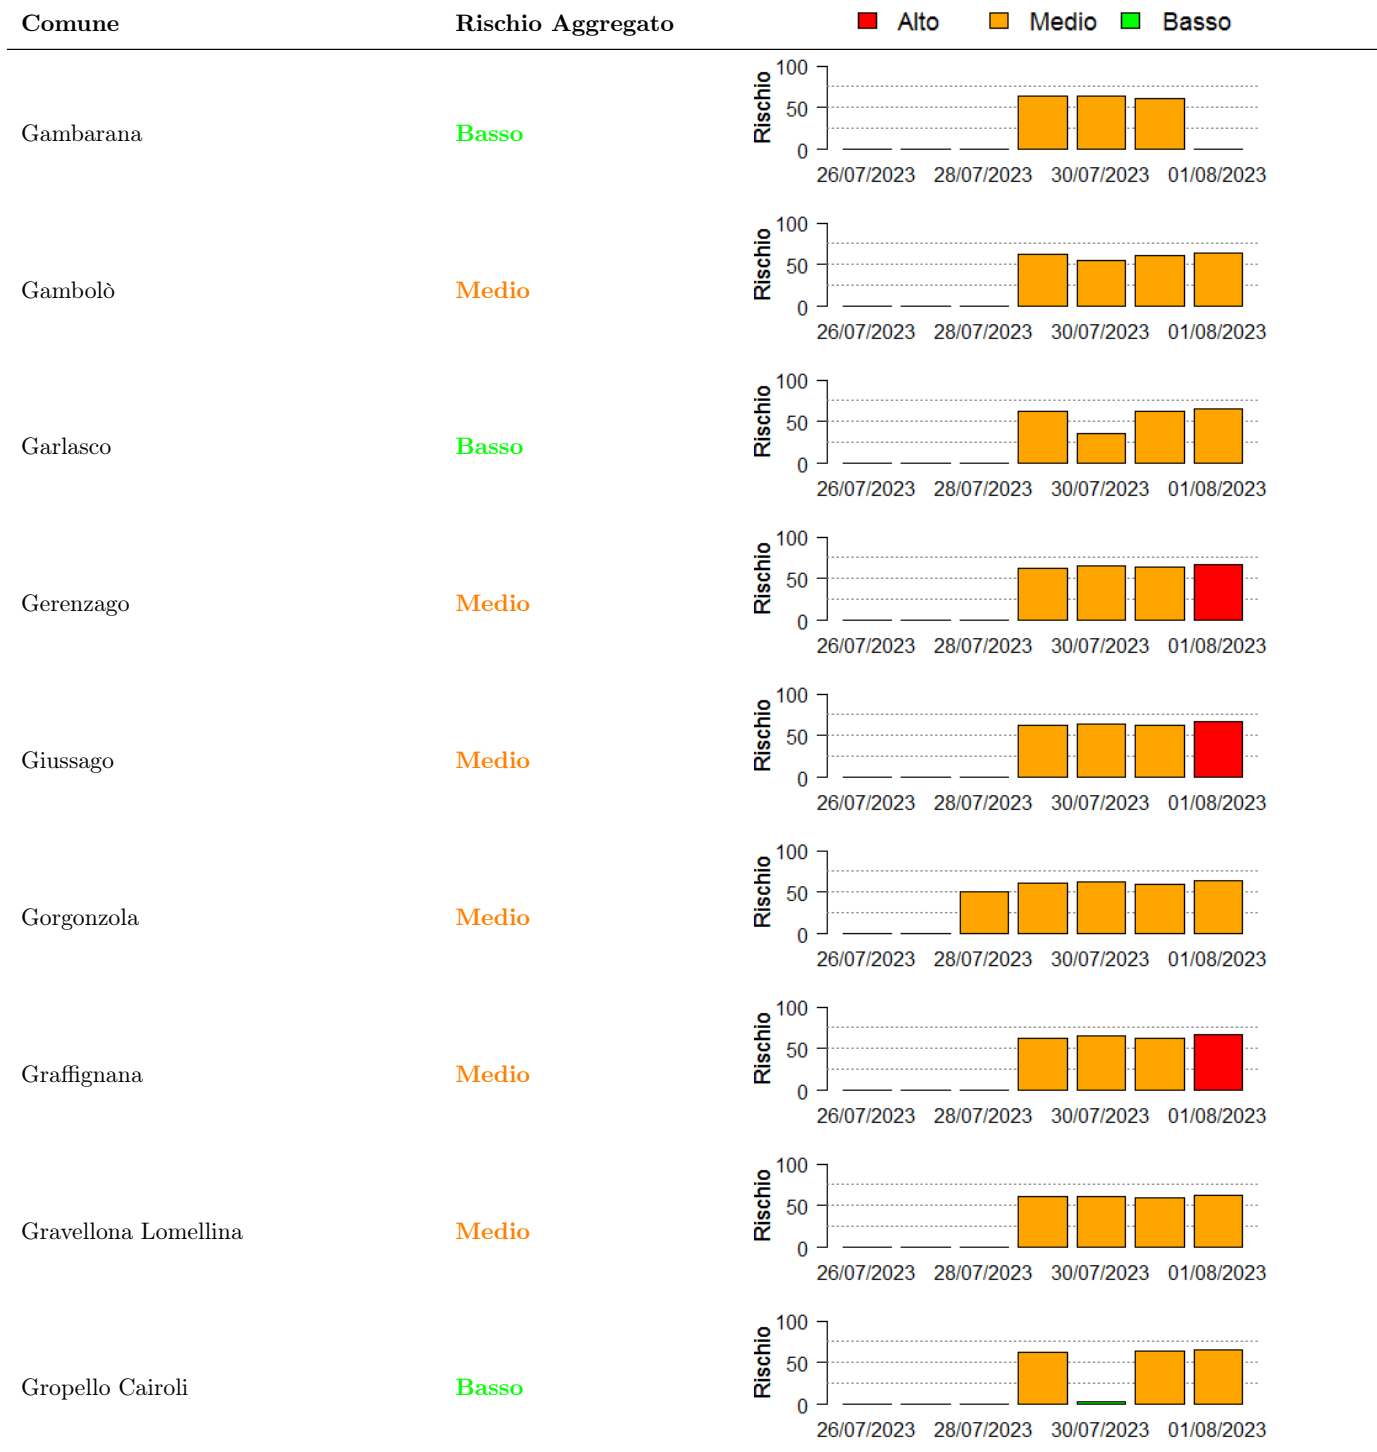 Comune Rischio Aggregato Alto Medio Basso
100
50
0
Rischio
Gambarana Basso
26/07/2023 28/07/2023 30/07/2023 01/08/2023
100
50
0
Rischio
Gambolò Medio
26/07/2023 28/07/2023 30/07/2023 01/08/2023
100
50
0
Rischio
Garlasco Basso
26/07/2023 28/07/2023 30/07/2023 01/08/2023
100
50
0
Rischio
Gerenzago Medio
26/07/2023 28/07/2023 30/07/2023 01/08/2023
100
50
0
Rischio
Giussago Medio
26/07/2023 28/07/2023 30/07/2023 01/08/2023
100
50
0
Rischio
Gorgonzola Medio
26/07/2023 28/07/2023 30/07/2023 01/08/2023
100
50
0
Rischio
Graffignana Medio
26/07/2023 28/07/2023 30/07/2023 01/08/2023
100
50
0
Rischio
Gravellona Lomellina Medio
26/07/2023 28/07/2023 30/07/2023 01/08/2023
100
50
0
Rischio
Gropello Cairoli Basso
26/07/2023 28/07/2023 30/07/2023 01/08/2023